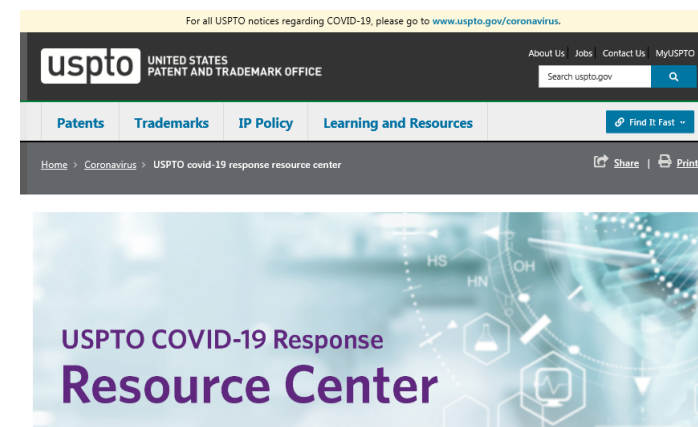 For all USPTO notices regarding COVID-19, please go to www.uspto.gov/coronavirus.
About Us Jobs Contact Us MyUSPTO
uspto UNITED STATES
PATENT AND TRADEMARK OFFICE
Search uspto.gov
Patents Trademarks IP Policy Learning and Resources Find It Fast
Home > Coronavirus > USPTO covid-19 response resource center Share | Print
HS
OH
HN
USPTO COVID-19 Response
Resource Center